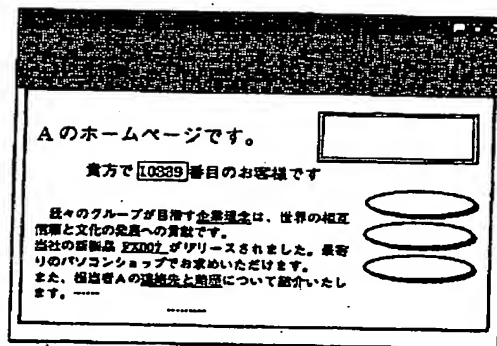 Aのホームページです。
貴方で 10339 番目のお客様です
我々のグループが目指す企業理念は、世界の相互
信頼と文化の発展への貢献です。
当社の新製品 FX007 がリリースされました。最寄
りのパソコンショップでお求めいただけます。
また、担当者Aの連絡先と略歴について紹介いたし
ます。……
………